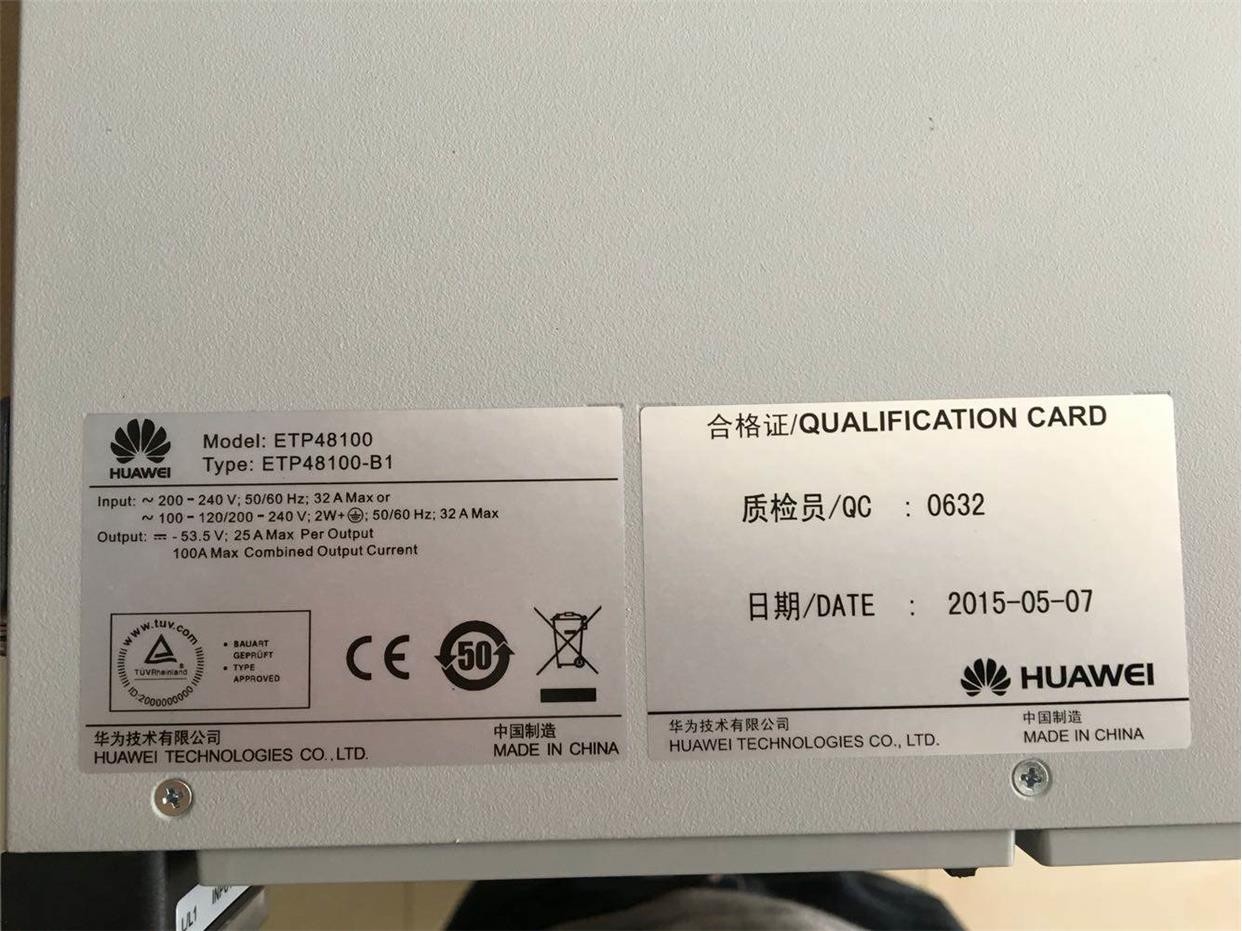 HUAWEI
Model: ETP48100
Type: ETP48100-B1
Input: ~ 200 - 240 V; 50/60 Hz; 32 A Max or
~ 100 - 120/200 - 240 V; 2W+⏚; 50/60 Hz; 32 A Max
Output: ⎓ - 53.5 V; 25 A Max Per Output
100A Max Combined Output Current
www.tuv.com
TÜVRheinland®
ID:2000000000
• BAUART
GEPRÜFT
• TYPE
APPROVED
CE
50
华为技术有限公司
HUAWEI TECHNOLOGIES CO.,LTD.
中国制造
MADE IN CHINA
合格证/QUALIFICATION CARD
质检员/QC : 0632
日期/DATE : 2015-05-07
HUAWEI
华为技术有限公司
HUAWEI TECHNOLOGIES CO., LTD.
中国制造
MADE IN CHINA
L/L1